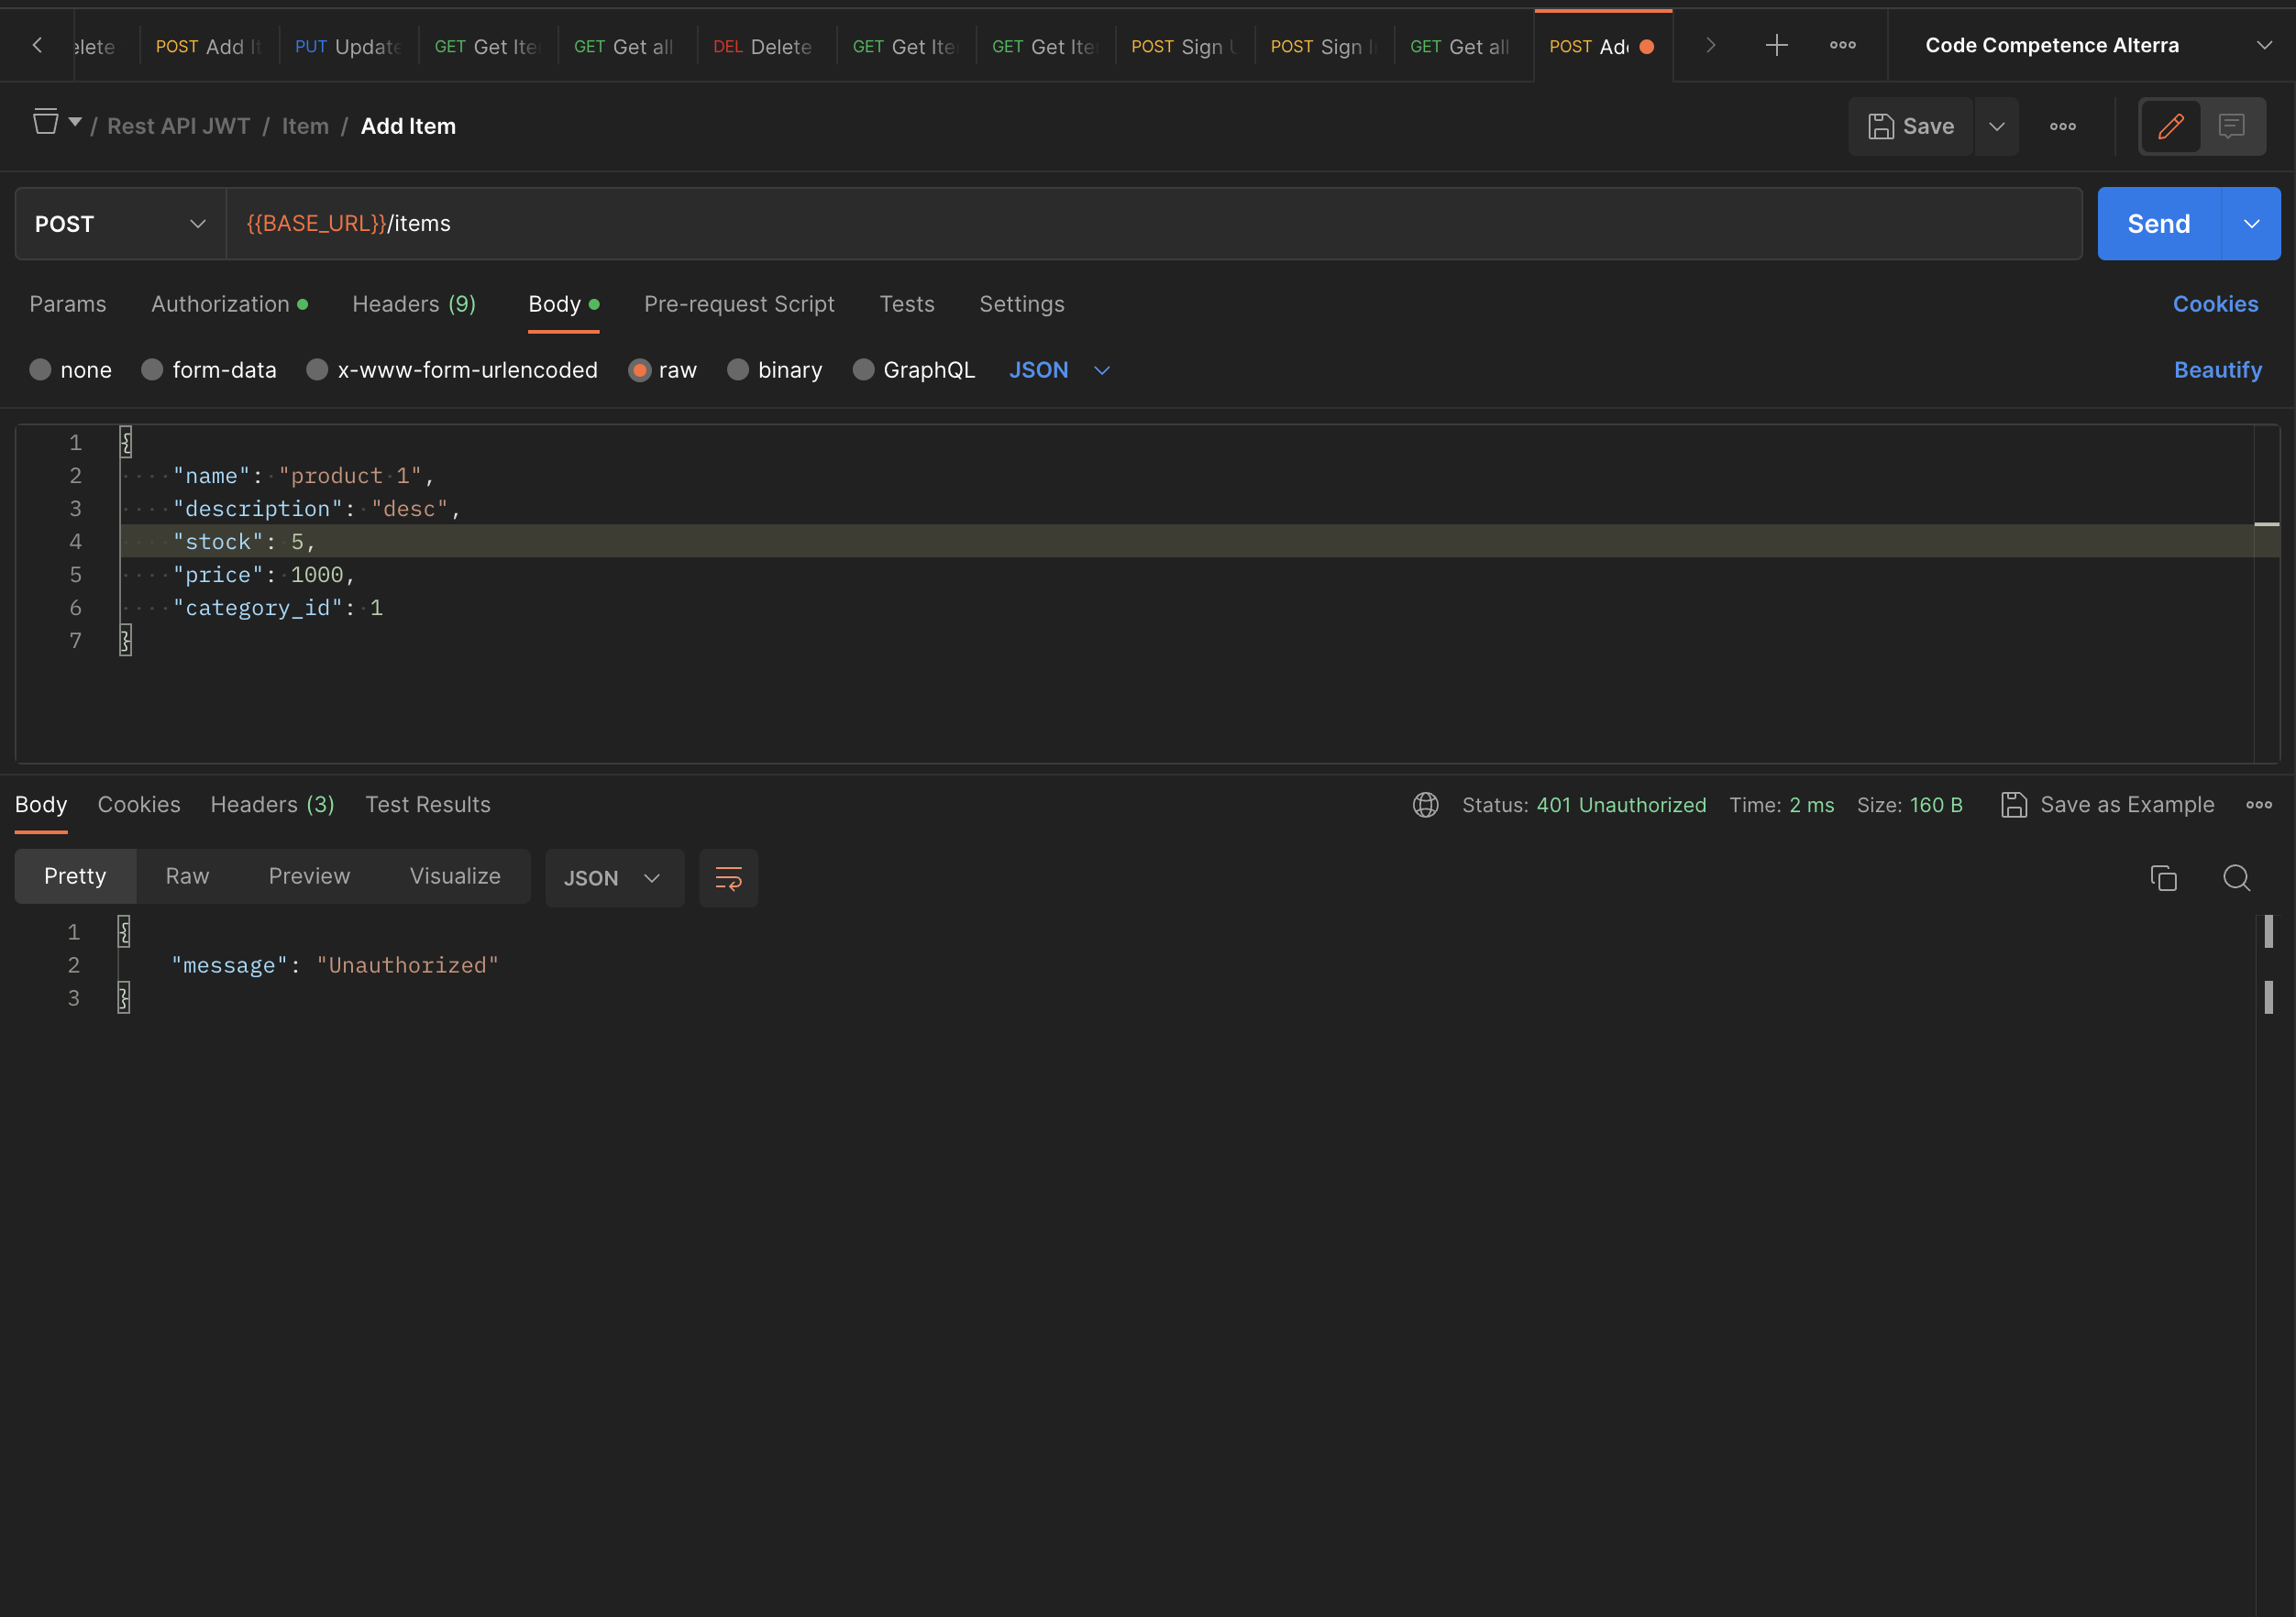 elete POST Add It PUT Update GET Get Ite GET Get all DEL Delete GET Get Ite GET Get Ite POST Sign U POST Sign I GET Get all POST Ad Code Competence Alterra
/ Rest API JWT / Item / Add Item Save
POST {{BASE_URL}}/items Send
Params Authorization Headers (9) Body Pre-request Script Tests Settings Cookies
none form-data x-www-form-urlencoded raw binary GraphQL JSON Beautify
1 {
2 "name": "product 1",
3 "description": "desc",
4 "stock": 5,
5 "price": 1000,
6 "category_id": 1
7 }
Body Cookies Headers (3) Test Results Status: 401 Unauthorized Time: 2 ms Size: 160 B Save as Example
Pretty Raw Preview Visualize JSON
1 {
2 "message": "Unauthorized"
3 }